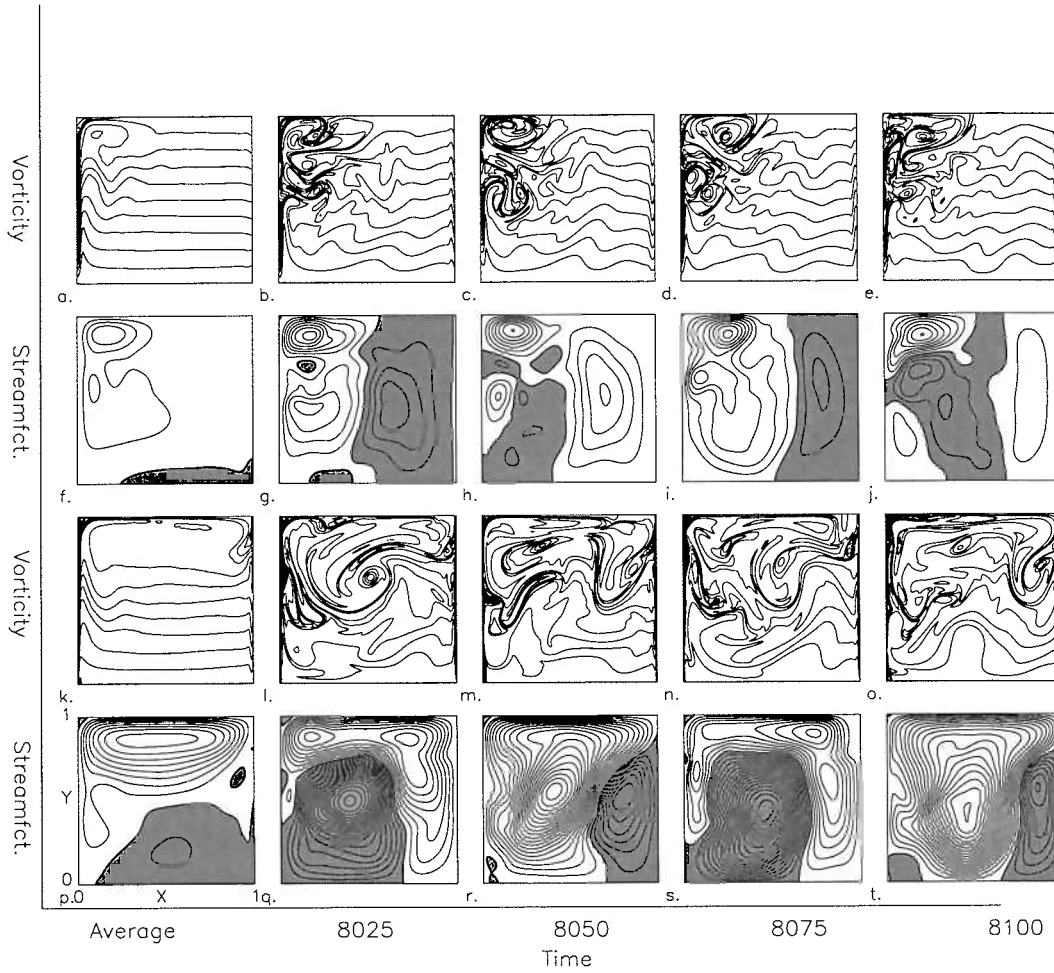 Vorticity
a.
b.
c.
d.
e.
Streamfct.
f.
g.
h.
i.
j.
Vorticity
k.
l.
m.
n.
o.
Streamfct.
1
Y
0
p.0 X 1q.
r.
s.
t.
Average 8025 8050 8075 8100
Time